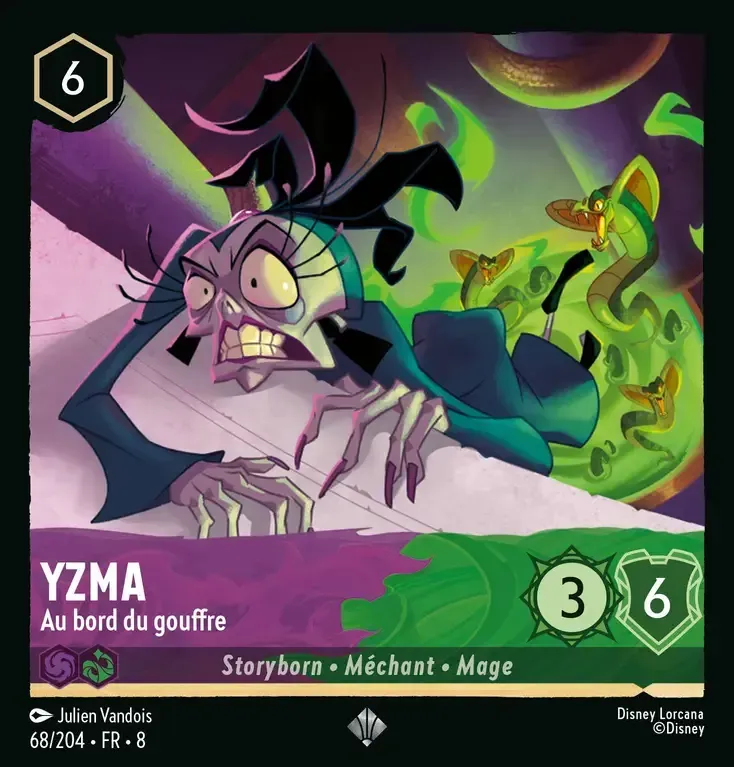 6
YZMA
Au bord du gouffre
3
6
Storyborn • Méchant • Mage
Julien Vandois
Disney Lorcana
68/204 • FR • 8
©Disney